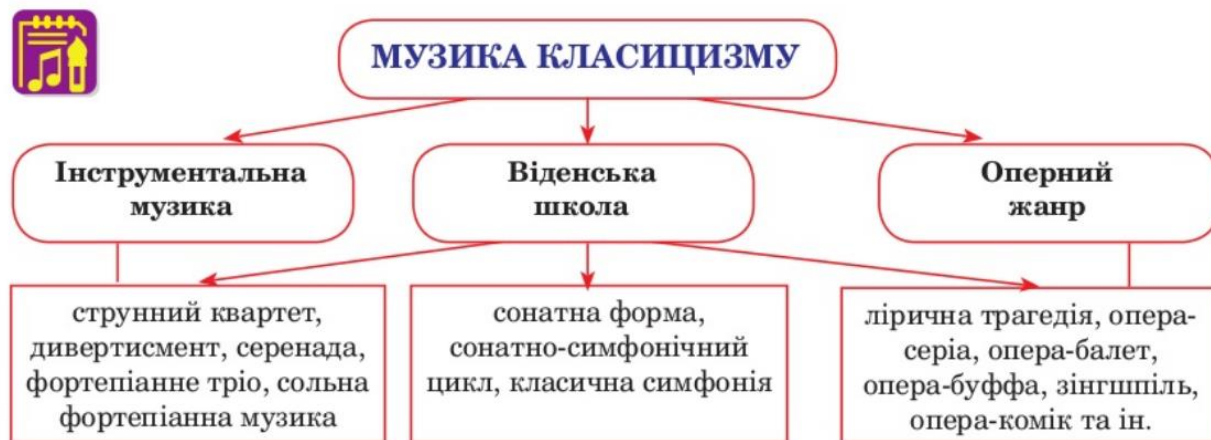 МУЗИКА КЛАСИЦИЗМУ
Інструментальна
музика
Віденська
школа
Оперний
жанр
струнний квартет,
дивертисмент, серенада,
фортепіанне тріо, сольна
фортепіанна музика
сонатна форма,
сонатно-симфонічний
цикл, класична симфонія
лірична трагедія, опера-
серіа, опера-балет,
опера-буффа, зінгшпіль,
опера-комік та ін.